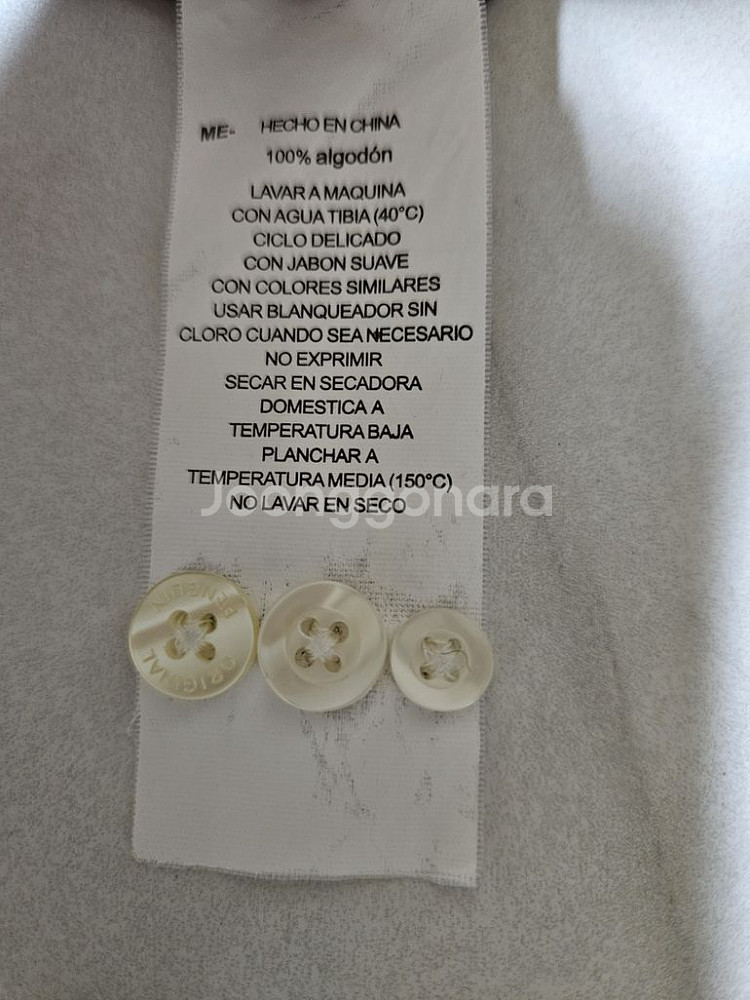 ME- HECHO EN CHINA
100% algodón
LAVAR A MAQUINA
CON AGUA TIBIA (40°C)
CICLO DELICADO
CON JABON SUAVE
CON COLORES SIMILARES
USAR BLANQUEADOR SIN
CLORO CUANDO SEA NECESARIO
NO EXPRIMIR
SECAR EN SECADORA
DOMESTICA A
TEMPERATURA BAJA
PLANCHAR A
TEMPERATURA MEDIA (150°C)
Joonggonara
NO LAVAR EN SECO
ORIGINAL PENGUIN